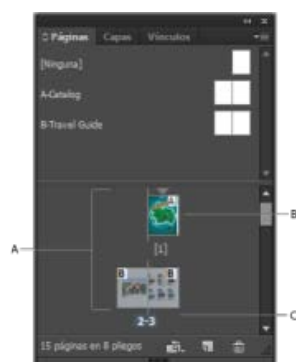 Páginas Capas Vínculos
[Ninguna]
A-Catalog
B-Travel Guide
A
B
[1]
A
B B
2-3
C
15 páginas en 8 pliegos